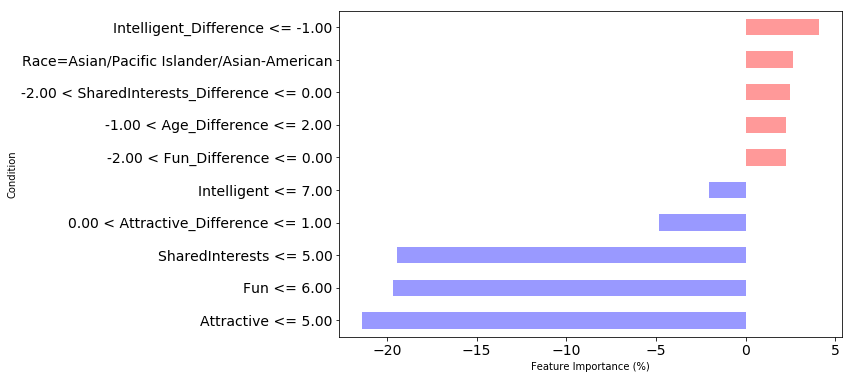 Intelligent_Difference <= -1.00
Race=Asian/Pacific Islander/Asian-American
-2.00 < SharedInterests_Difference <= 0.00
-1.00 < Age_Difference <= 2.00
-2.00 < Fun_Difference <= 0.00
Intelligent <= 7.00
0.00 < Attractive_Difference <= 1.00
SharedInterests <= 5.00
Fun <= 6.00
Attractive <= 5.00
Condition
−20 −15 −10 −5 0 5
Feature Importance (%)